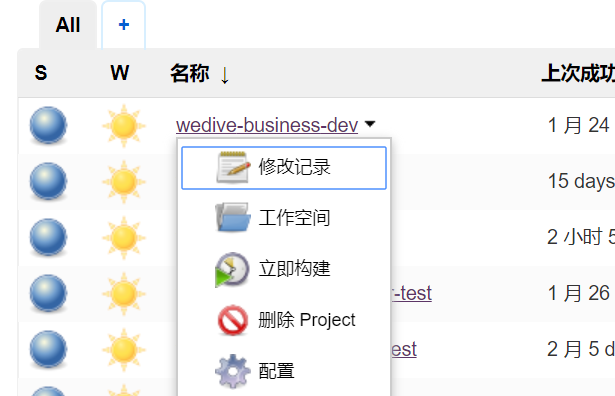 All +
S W 名称 ↓ 上次成功
wedive-business-dev 1 月 24
修改记录
15 days
工作空间
2 小时 5
立即构建
r-test 1 月 26
删除 Project
est 2 月 5 d
配置